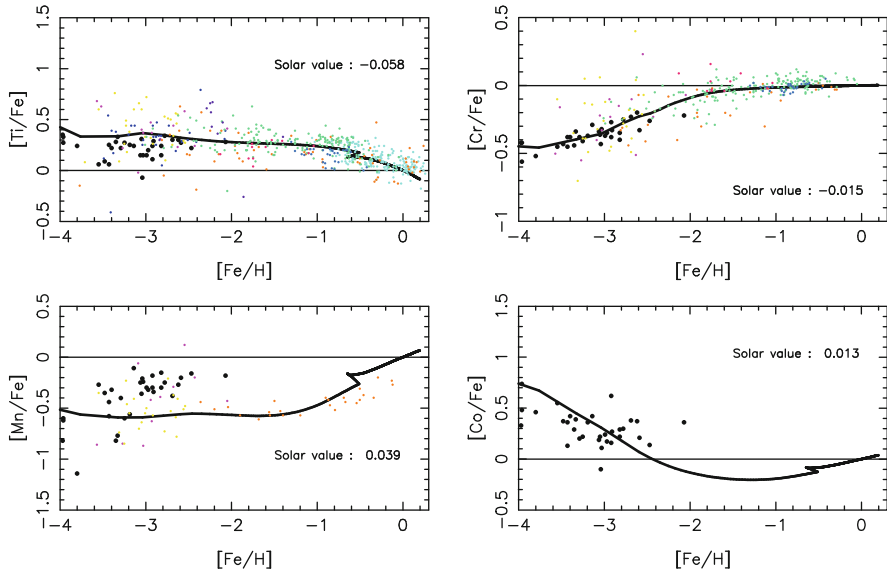 [Ti/Fe]
1.5
1
0.5
0
−0.5
Solar value : −0.058
−4 −3 −2 −1 0
[Fe/H]
[Cr/Fe]
0.5
0
−0.5
−1
Solar value : −0.015
−4 −3 −2 −1 0
[Fe/H]
[Mn/Fe]
0.5
0
−0.5
−1
−1.5
Solar value : 0.039
−4 −3 −2 −1 0
[Fe/H]
[Co/Fe]
1.5
1
0.5
0
−0.5
Solar value : 0.013
−4 −3 −2 −1 0
[Fe/H]